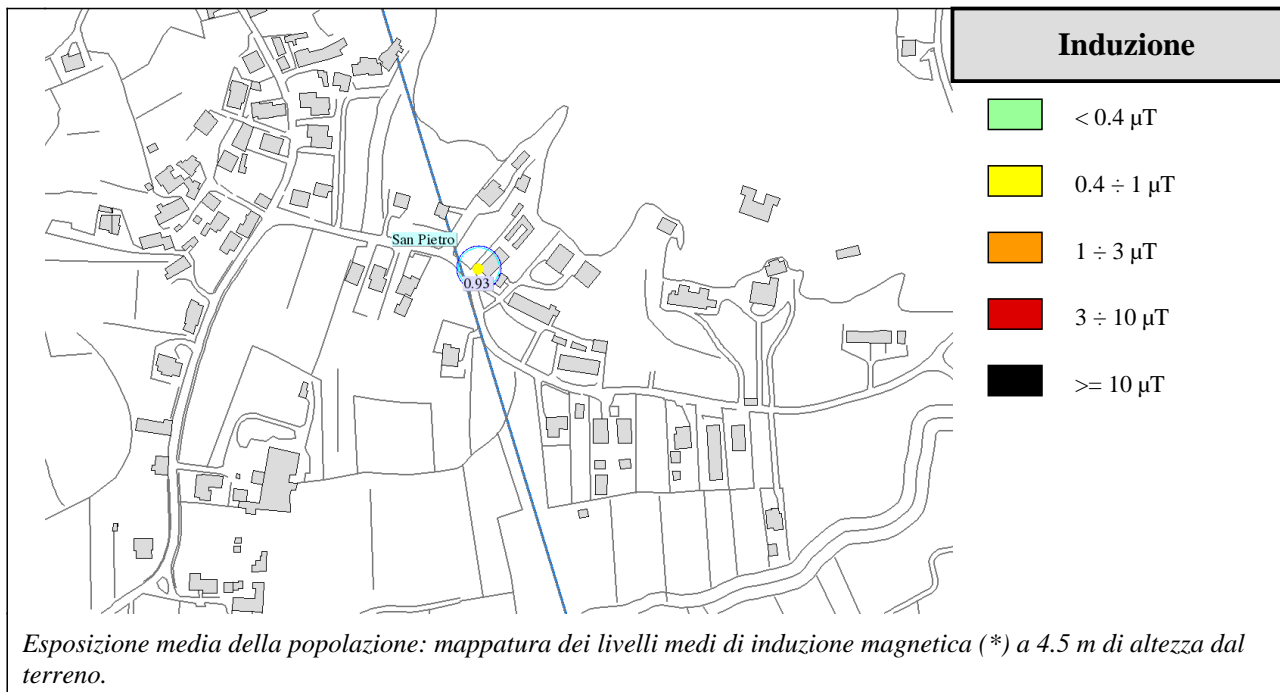 Induzione
< 0.4 µT
0.4 ÷ 1 µT
1 ÷ 3 µT
3 ÷ 10 µT
>= 10 µT
San Pietro
0.93
Esposizione media della popolazione: mappatura dei livelli medi di induzione magnetica (*) a 4.5 m di altezza dal
terreno.